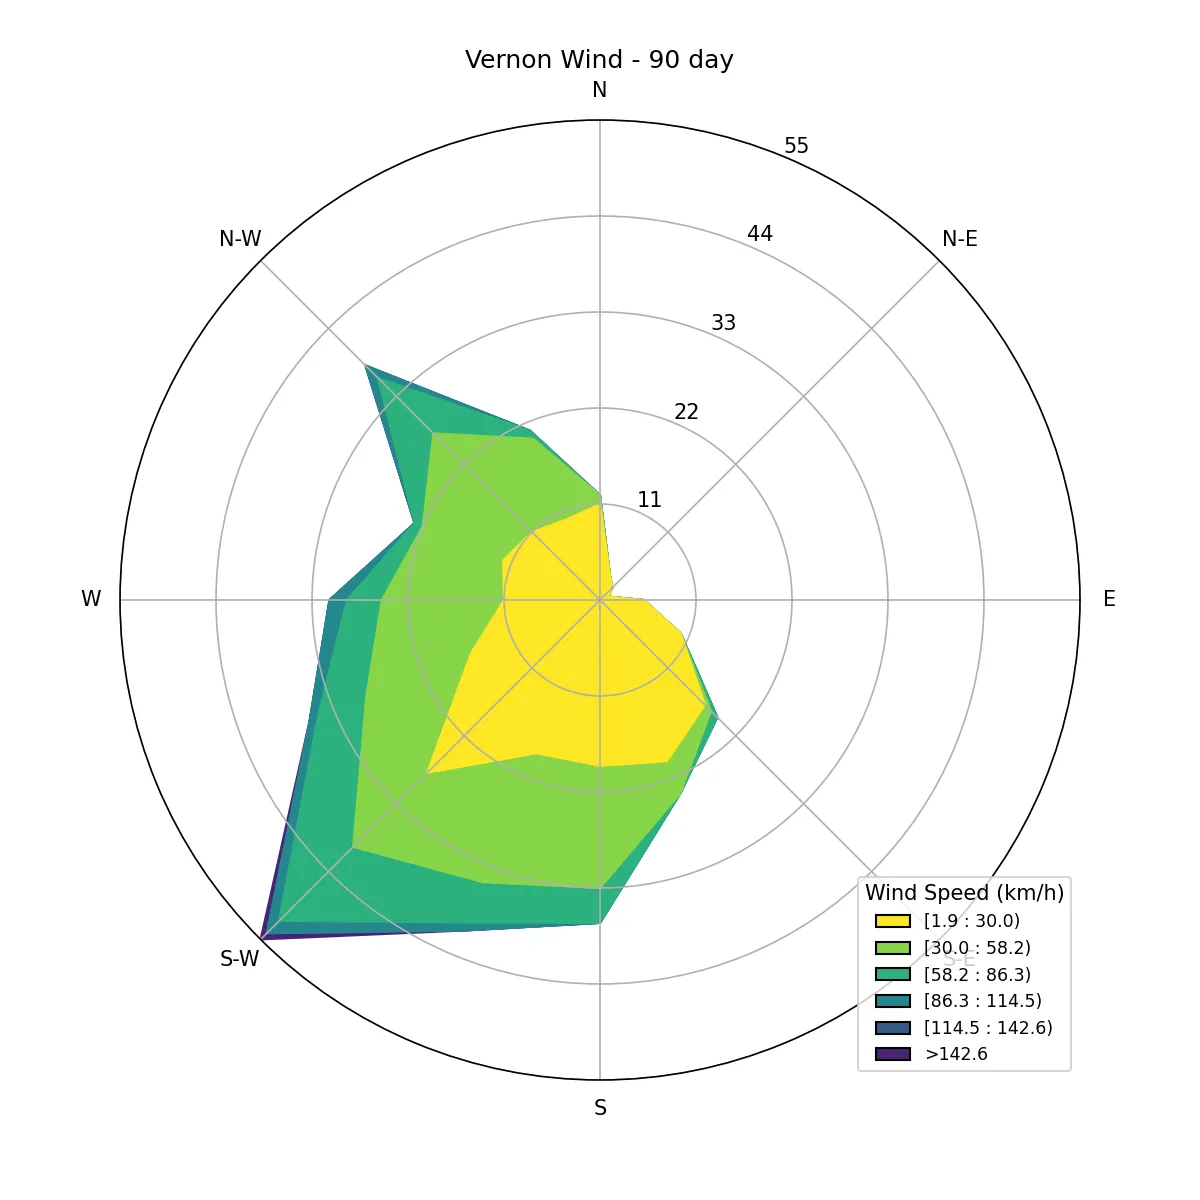 Vernon Wind - 90 day
N
55
N-W
N-E
44
33
22
11
W
E
S-W
S-E
S
Wind Speed (km/h)
[1.9 : 30.0)
[30.0 : 58.2)
[58.2 : 86.3)
[86.3 : 114.5)
[114.5 : 142.6)
>142.6